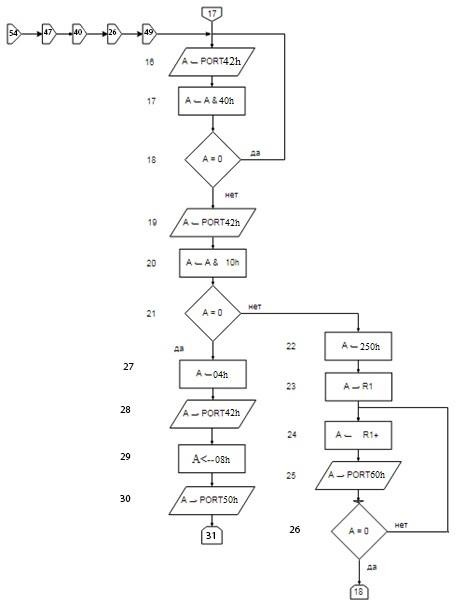 17
54 47 40 26 49
16 A ← PORT42h
17 A ← A & 40h
18 A = 0 да
нет
19 A ← PORT42h
20 A ← A & 10h
21 A = 0 нет
да
22 A ← 250h
27 A ← 04h
23 A ← R1
28 A ← PORT42h
24 A ← R1+
29 A<--08h
25 A ← PORT60h
30 A ← PORT50h
26 A = 0 нет
31
да
18